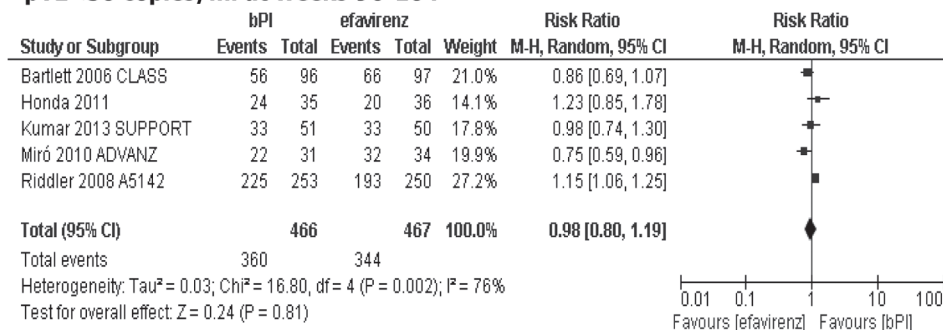 bPI efavirenz Risk Ratio Risk Ratio
Study or Subgroup Events Total Events Total Weight M-H, Random, 95% CI M-H, Random, 95% CI
Bartlett 2006 CLASS 56 96 66 97 21.0% 0.86 [0.69, 1.07]
Honda 2011 24 35 20 36 14.1% 1.23 [0.85, 1.78]
Kumar 2013 SUPPORT 33 51 33 50 17.8% 0.98 [0.74, 1.30]
Miró 2010 ADVANZ 22 31 32 34 19.9% 0.75 [0.59, 0.96]
Riddler 2008 A5142 225 253 193 250 27.2% 1.15 [1.06, 1.25]
Total (95% CI) 466 467 100.0% 0.98 [0.80, 1.19]
Total events 360 344
Heterogeneity: Tau² = 0.03; Chi² = 16.80, df = 4 (P = 0.002); I² = 76%
Test for overall effect: Z = 0.24 (P = 0.81)
0.01 0.1 1 10 100
Favours [efavirenz] Favours [bPI]